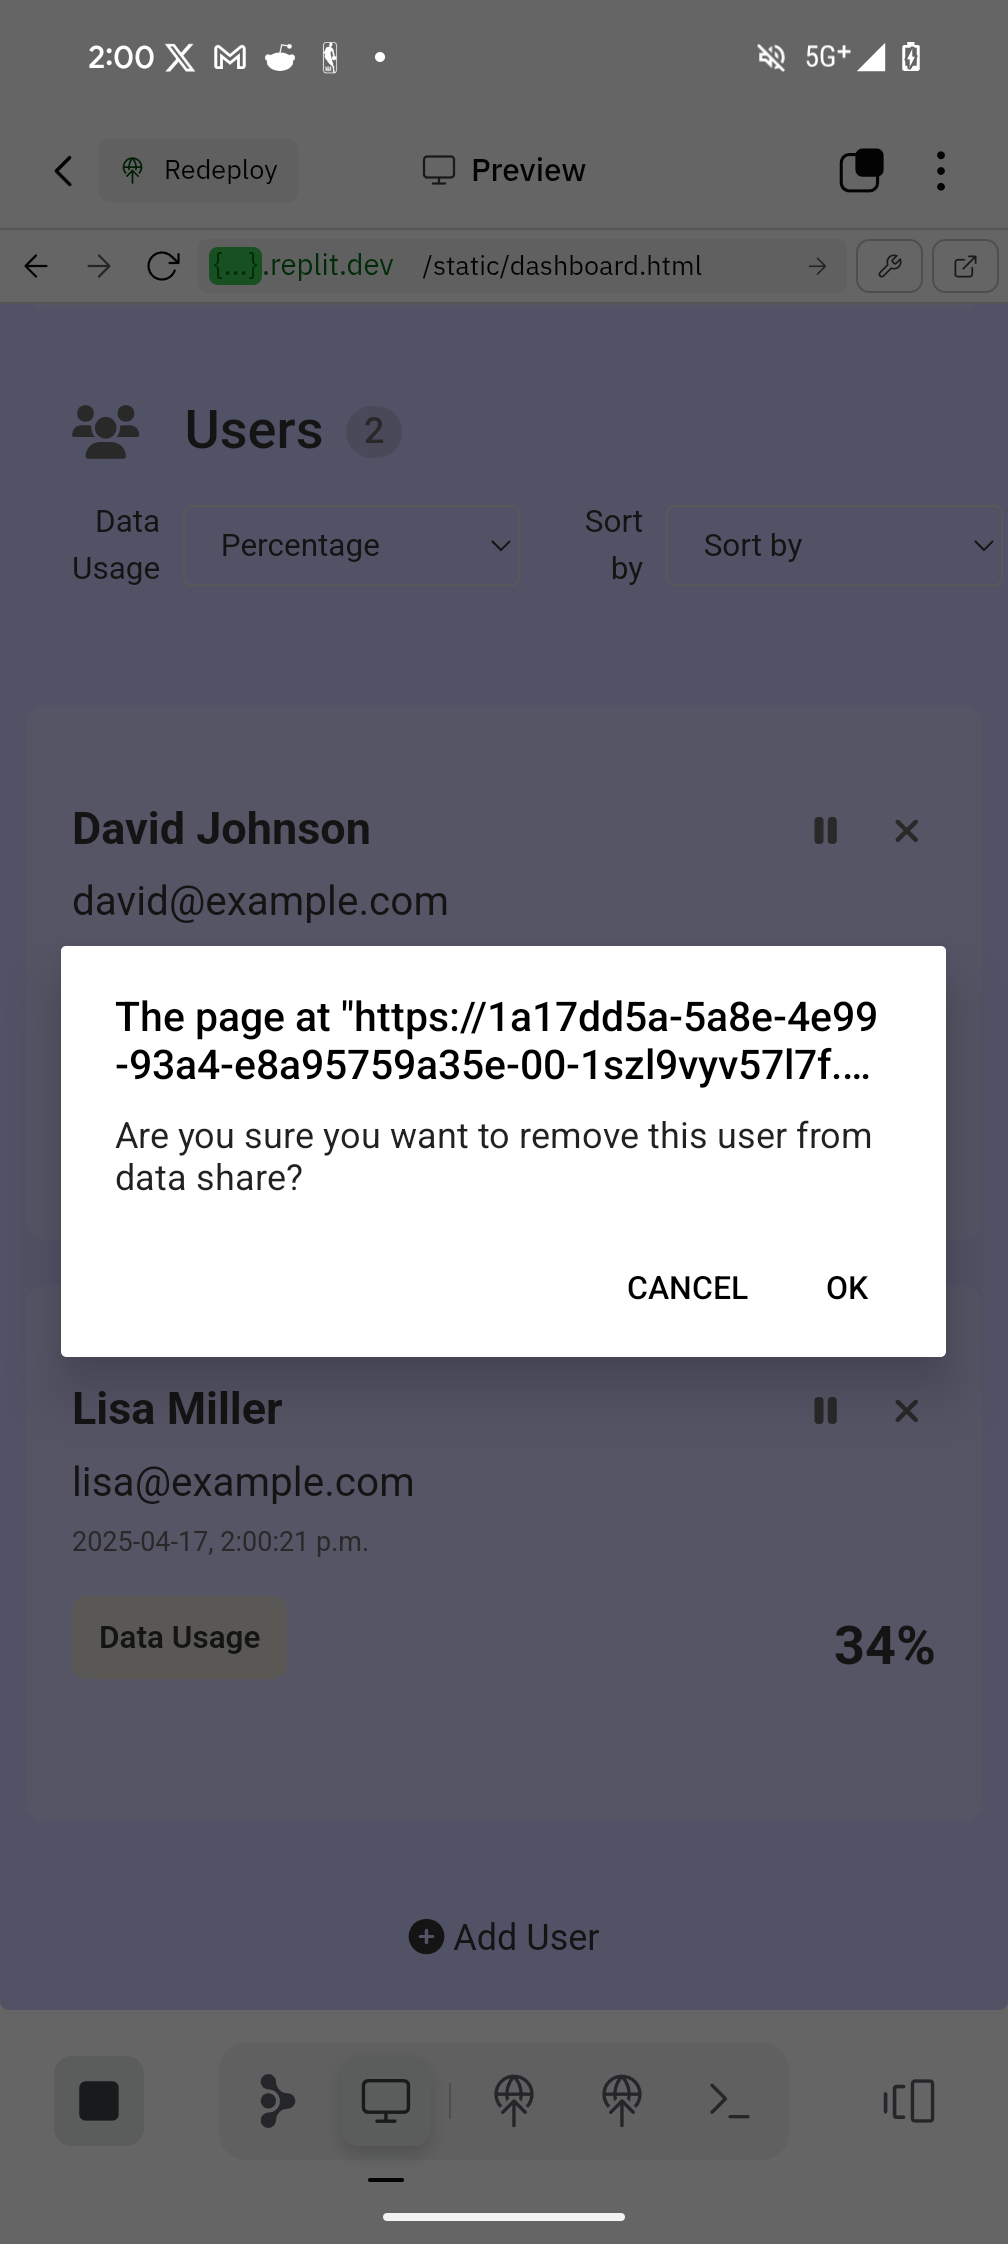 2:00 5G+
Redeploy Preview
{...}.replit.dev /static/dashboard.html
Users 2
Data Usage Percentage Sort by Sort by
David Johnson
david@example.com
The page at "https://1a17dd5a-5a8e-4e99
-93a4-e8a95759a35e-00-1szl9vyv57l7f.…
Are you sure you want to remove this user from
data share?
CANCEL OK
Lisa Miller
lisa@example.com
2025-04-17, 2:00:21 p.m.
Data Usage 34%
Add User